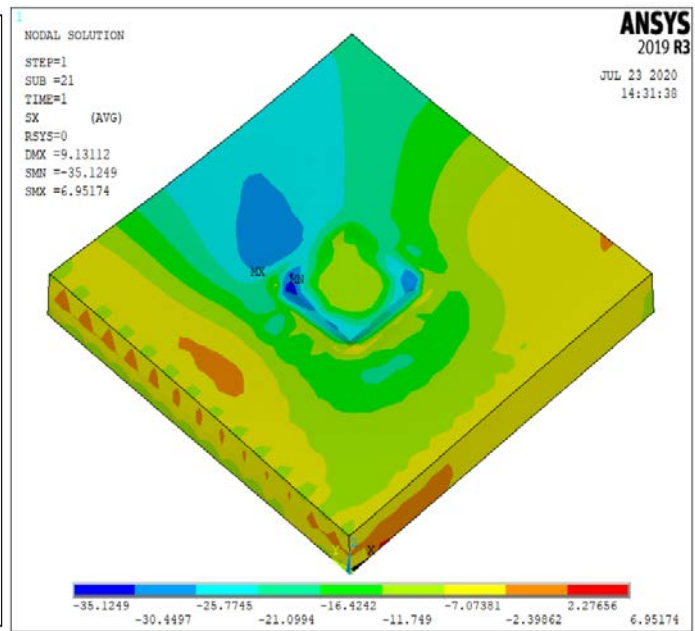 1
NODAL SOLUTION
STEP=1
SUB =21
TIME=1
SX (AVG)
RSYS=0
DMX =9.13112
SMN =-35.1249
SMX =6.95174
ANSYS
2019 R3
JUL 23 2020
14:31:38
MX
MN
Y
Z
X
-35.1249
-30.4497
-25.7745
-21.0994
-16.4242
-11.749
-7.07381
-2.39862
2.27656
6.95174